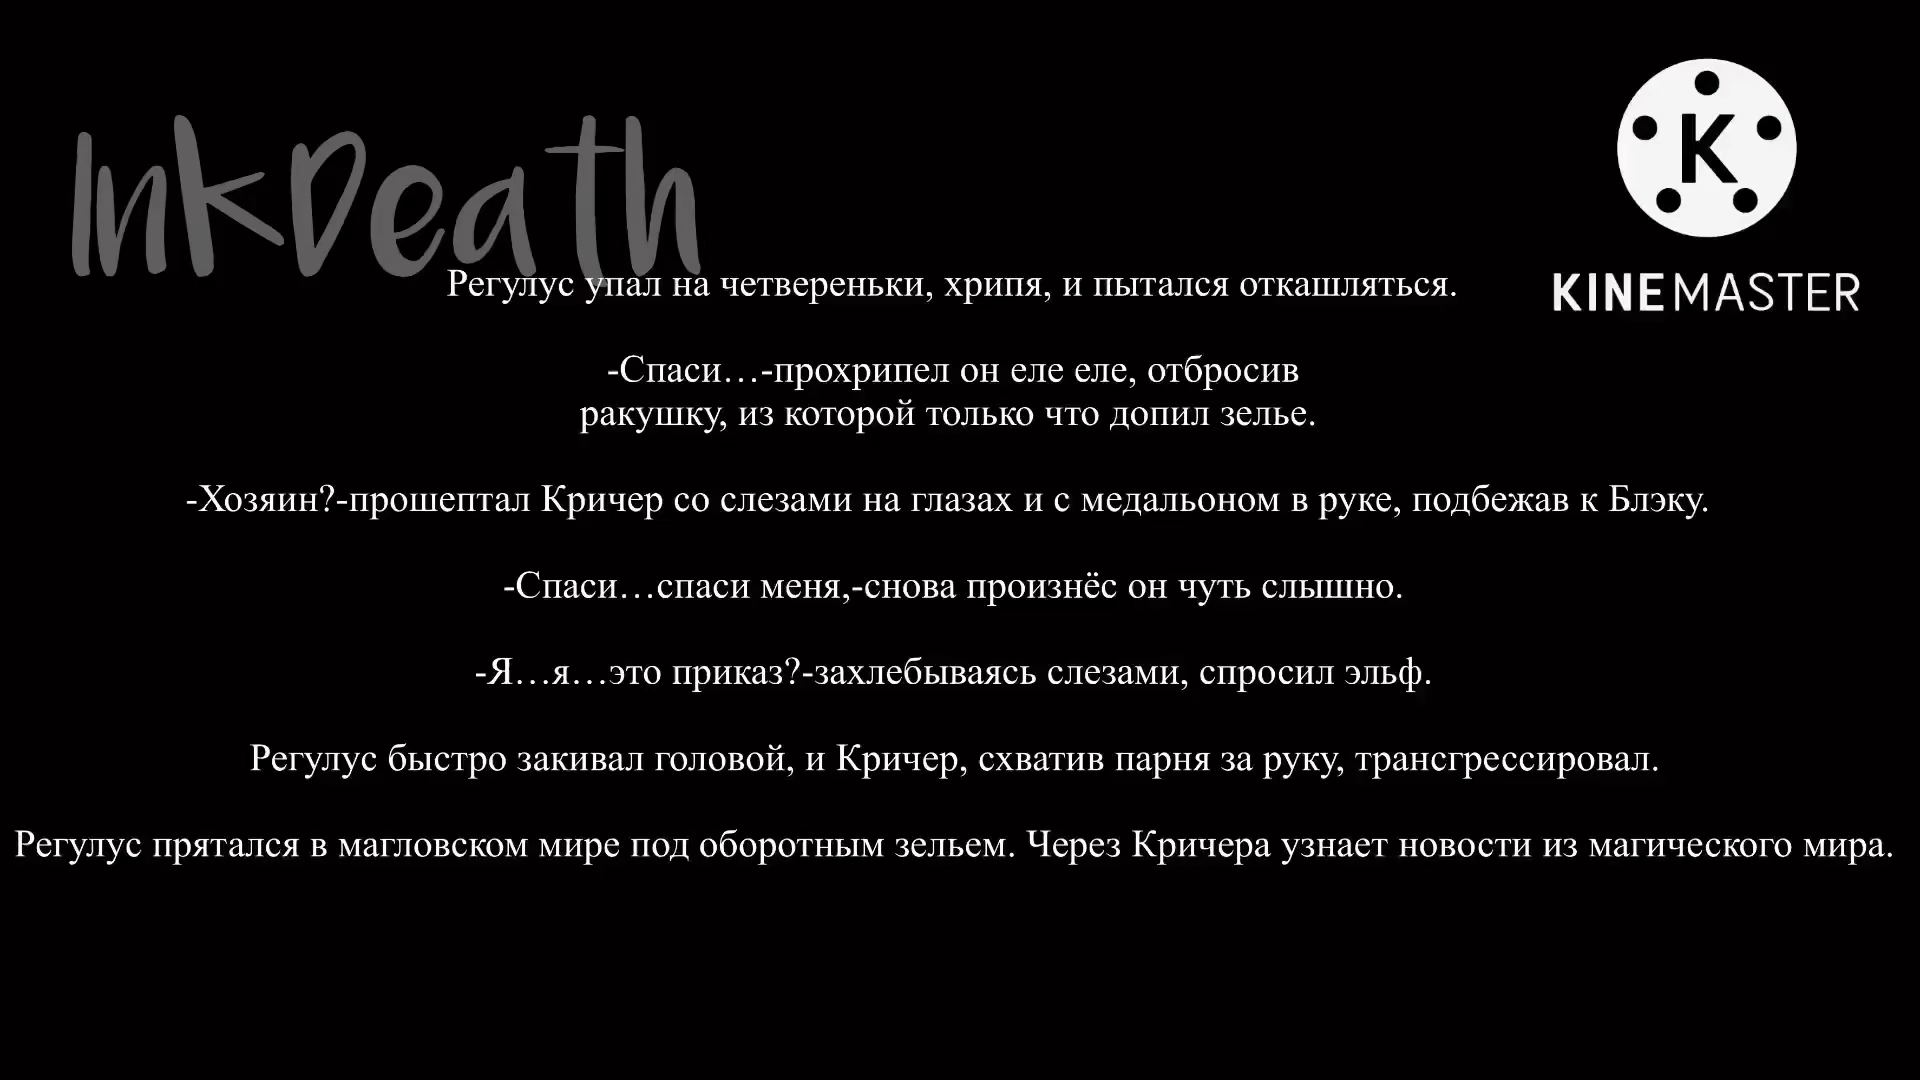 InkDeath
K
KINEMASTER
Регулус упал на четвереньки, хрипя, и пытался откашляться.
-Спаси…-прохрипел он еле еле, отбросив
ракушку, из которой только что допил зелье.
-Хозяин?-прошептал Кричер со слезами на глазах и с медальоном в руке, подбежав к Блэку.
-Спаси…спаси меня,-снова произнёс он чуть слышно.
-Я…я…это приказ?-захлебываясь слезами, спросил эльф.
Регулус быстро закивал головой, и Кричер, схватив парня за руку, трансгрессировал.
Регулус прятался в магловском мире под оборотным зельем. Через Кричера узнает новости из магического мира.